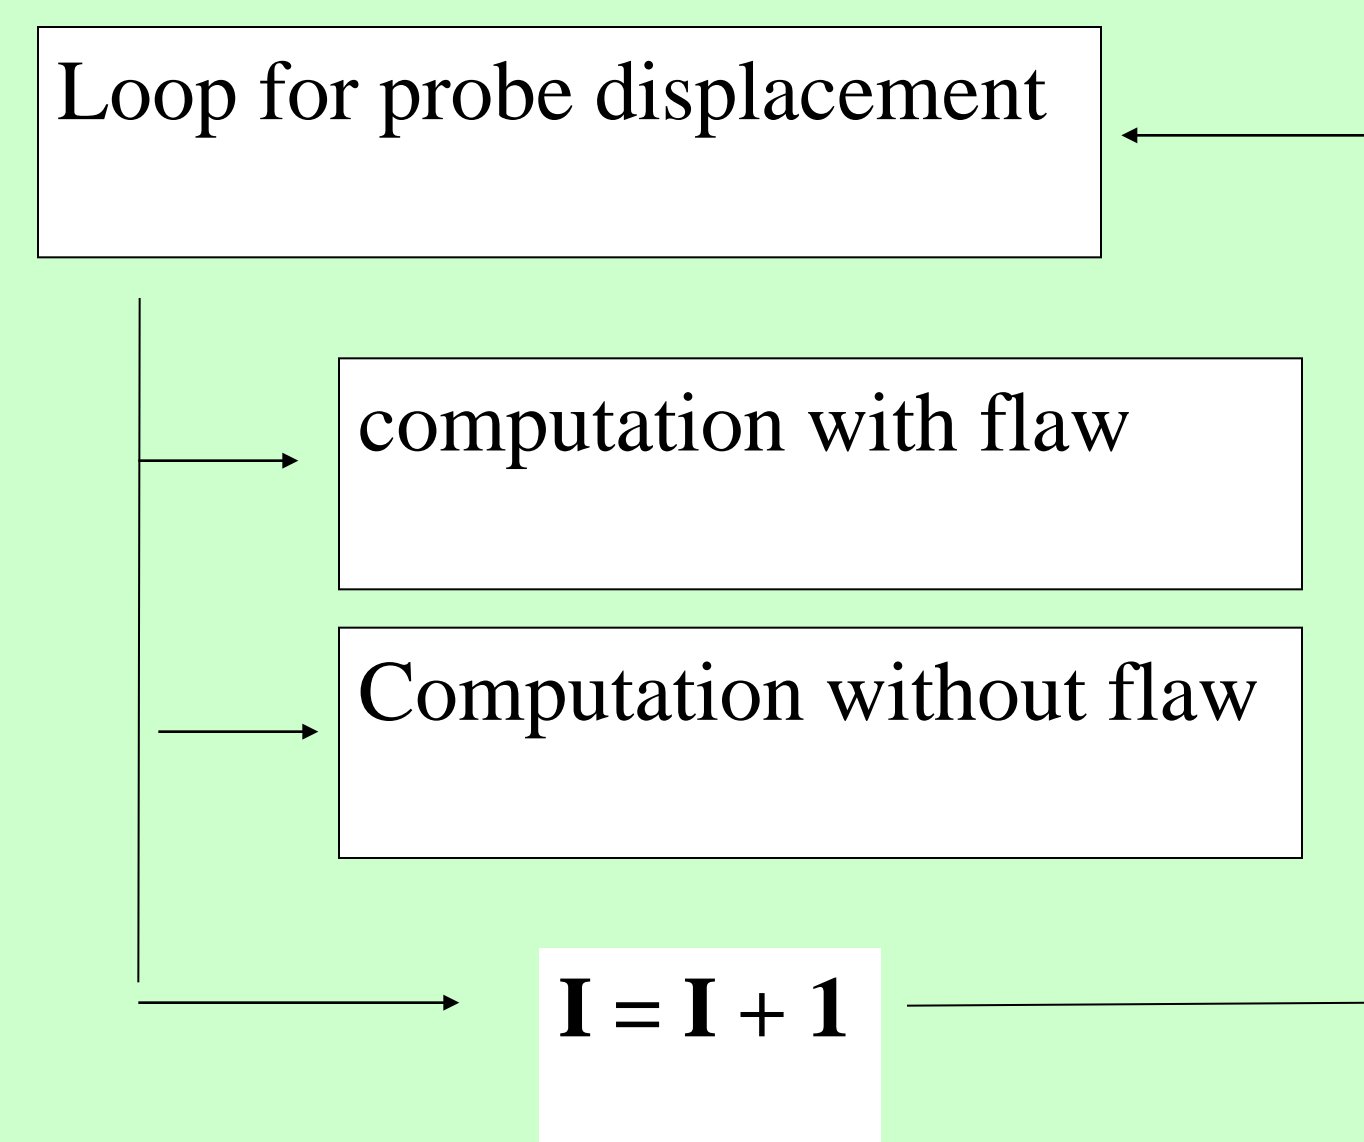 Loop for probe displacement
computation with flaw
Computation without flaw
I = I + 1